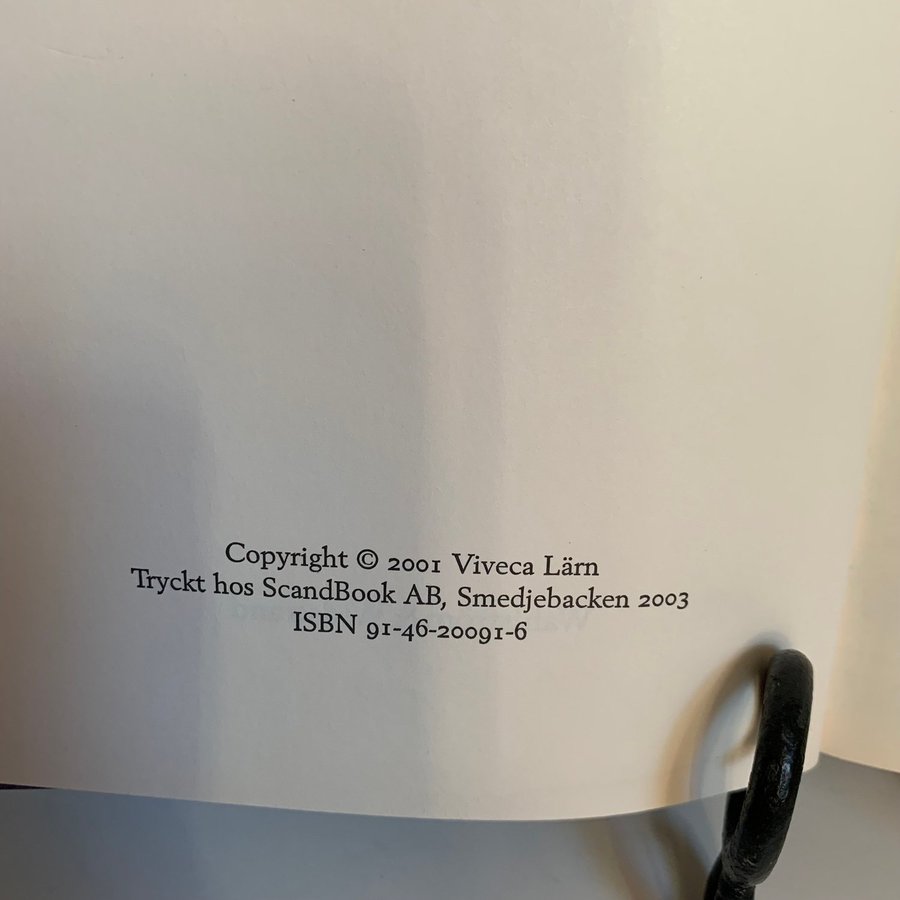 Copyright © 2001 Viveca Lärn
Tryckt hos ScandBook AB, Smedjebacken 2003
ISBN 91-46-20091-6